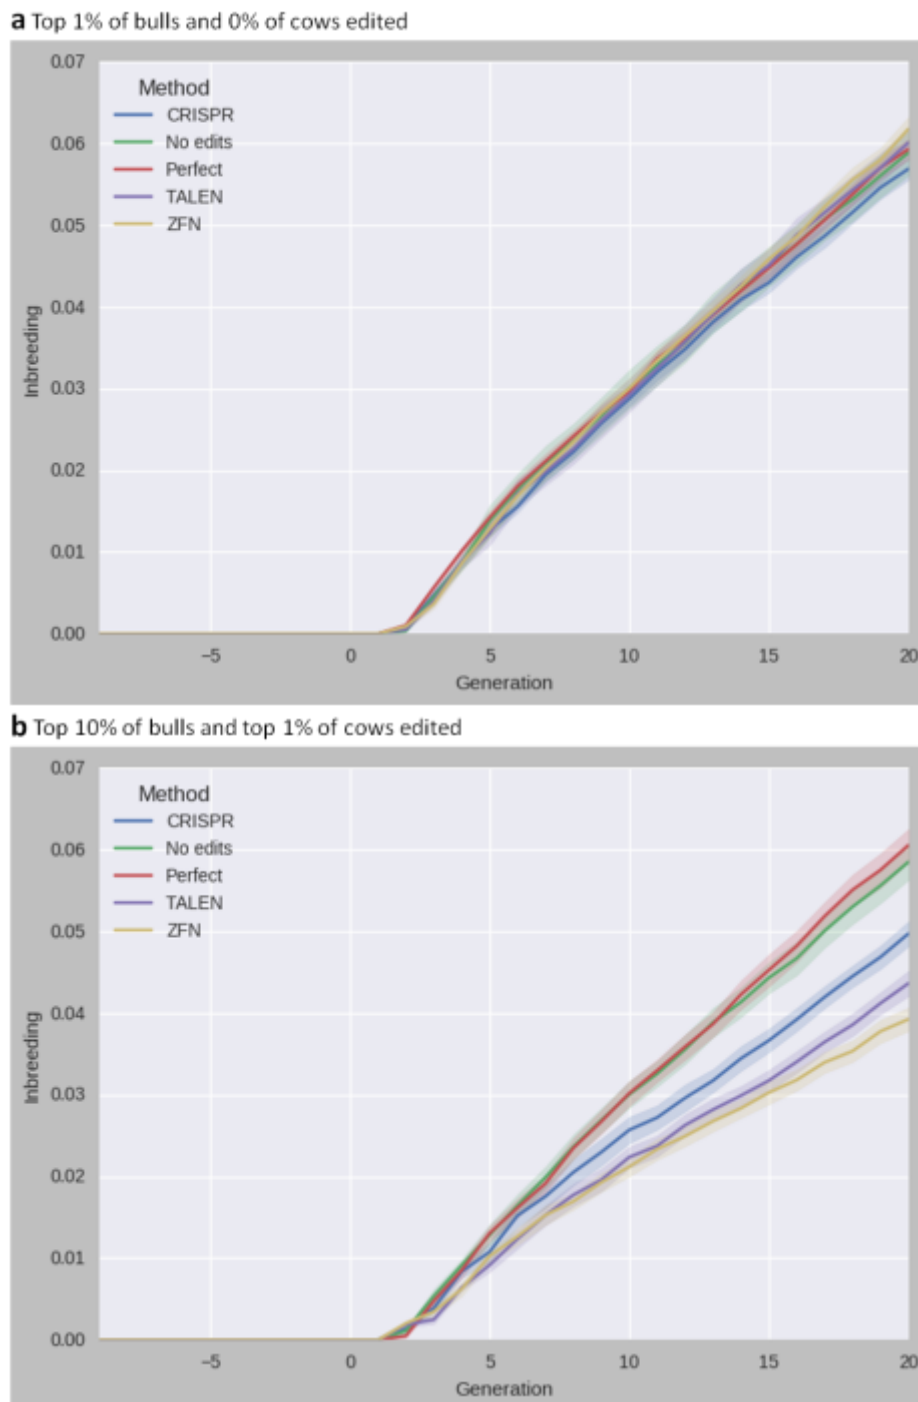 a Top 1% of bulls and 0% of cows edited
0.07
0.06
0.05
0.04
0.03
0.02
0.01
0.00
Inbreeding
Method
CRISPR
No edits
Perfect
TALEN
ZFN
−5 0 5 10 15 20
Generation
b Top 10% of bulls and top 1% of cows edited
0.07
0.06
0.05
0.04
0.03
0.02
0.01
0.00
Inbreeding
Method
CRISPR
No edits
Perfect
TALEN
ZFN
−5 0 5 10 15 20
Generation